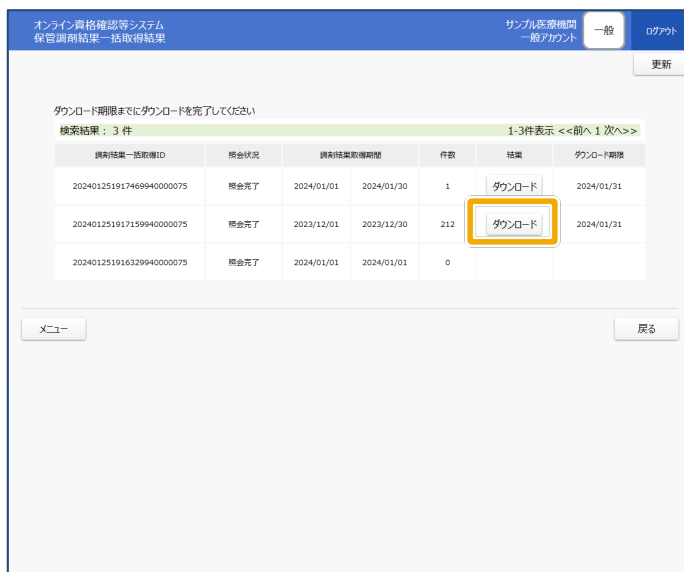 オンライン資格確認等システム
保管調剤結果一括取得結果
サンプル医療機関
一般アカウント
一般
ログアウト
更新
ダウンロード期限までにダウンロードを完了してください
検索結果： 3 件 1-3件表示 <<前へ 1 次へ>>
調剤結果一括取得ID 照会状況 調剤結果取得期間 件数 結果 ダウンロード期限
20240125191746994​0000075 照会完了 2024/01/01 2024/01/30 1 ダウンロード 2024/01/31
202401251917159940000075 照会完了 2023/12/01 2023/12/30 212 ダウンロード 2024/01/31
202401251916329940000075 照会完了 2024/01/01 2024/01/01 0
メニュー 戻る